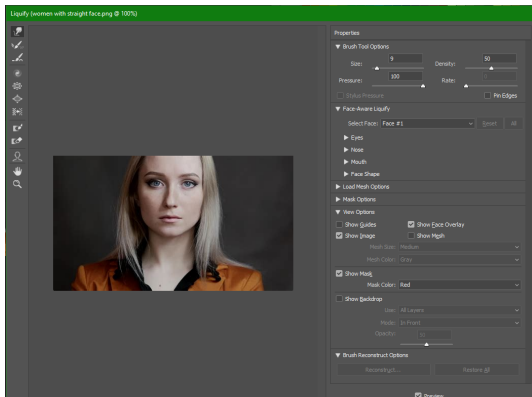 Liquify (women with straight face.png @ 100%)
Properties
Brush Tool Options
Size: 9 Density: 50
Pressure: 100 Rate: 0
Stylus Pressure Pin Edges
Face-Aware Liquify
Select Face: Face #1 Reset All
Eyes
Nose
Mouth
Face Shape
Load Mesh Options
Mask Options
View Options
Show Guides Show Face Overlay
Show Image Show Mesh
Mesh Size: Medium
Mesh Color: Gray
Show Mask
Mask Color: Red
Show Backdrop
Use: All Layers
Mode: In Front
Opacity:
Brush Reconstruct Options
Reconstruct... Restore All
Preview